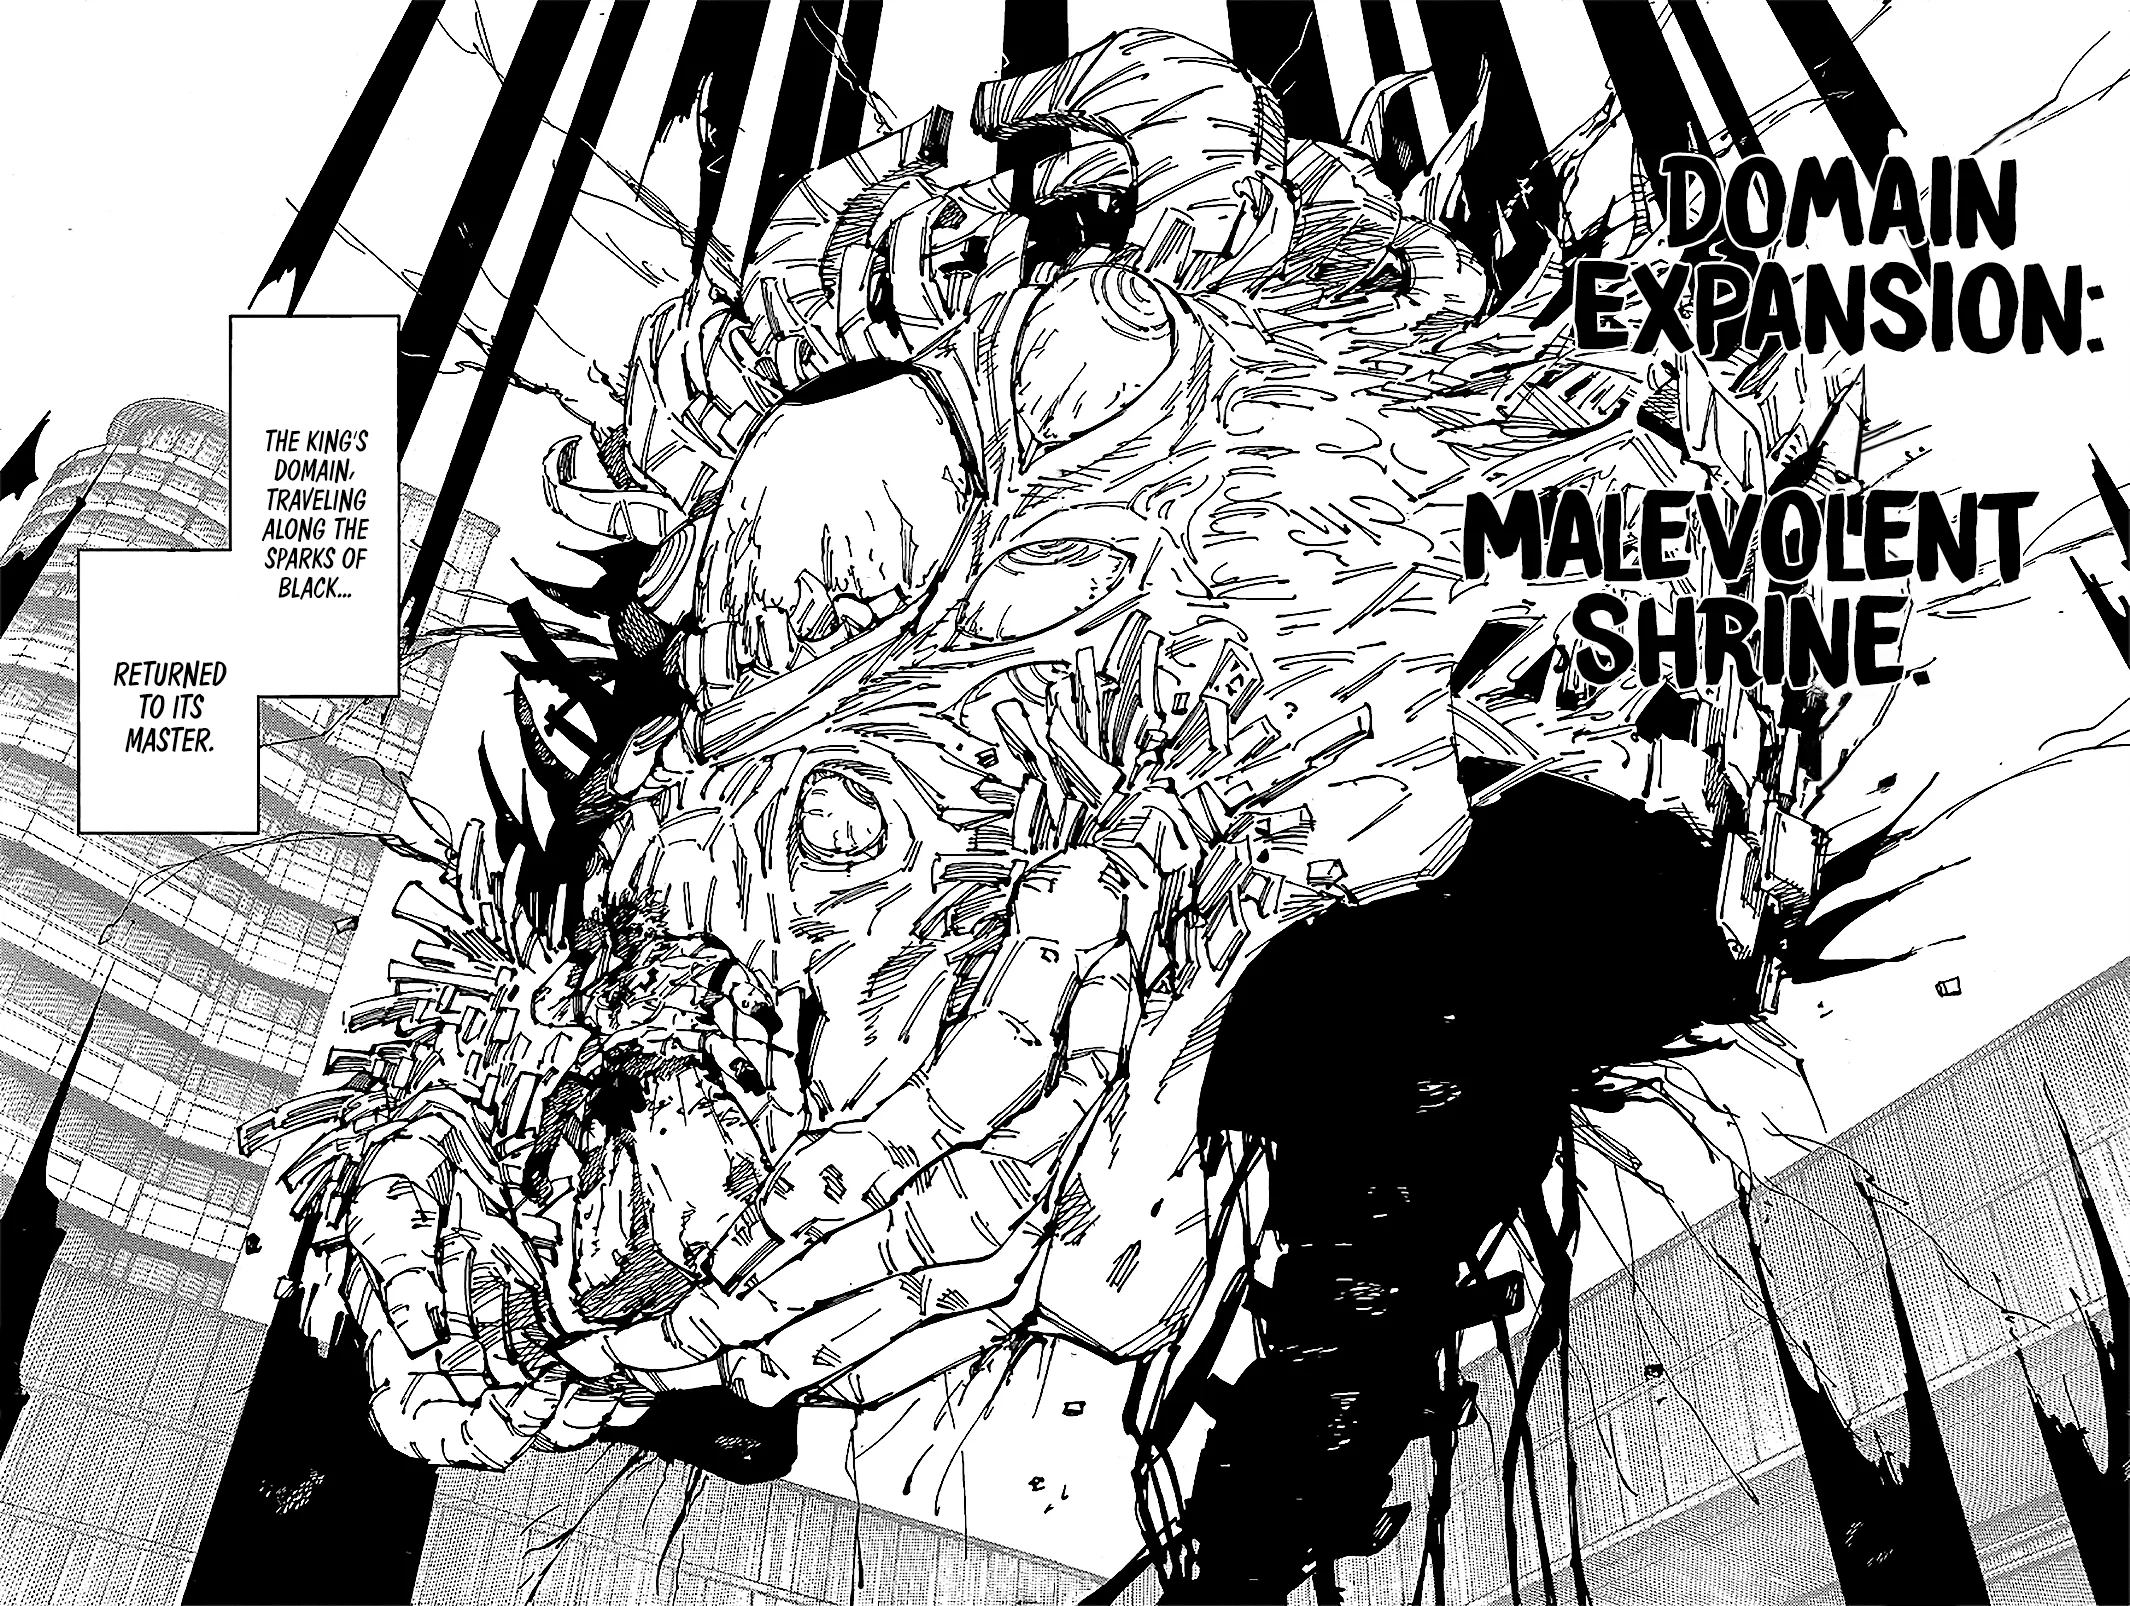 DOMAIN
EXPANSION:
MALEVOLENT
SHRINE.
THE KING'S
DOMAIN,
TRAVELING
ALONG THE
SPARKS OF
BLACK...
RETURNED
TO ITS
MASTER.